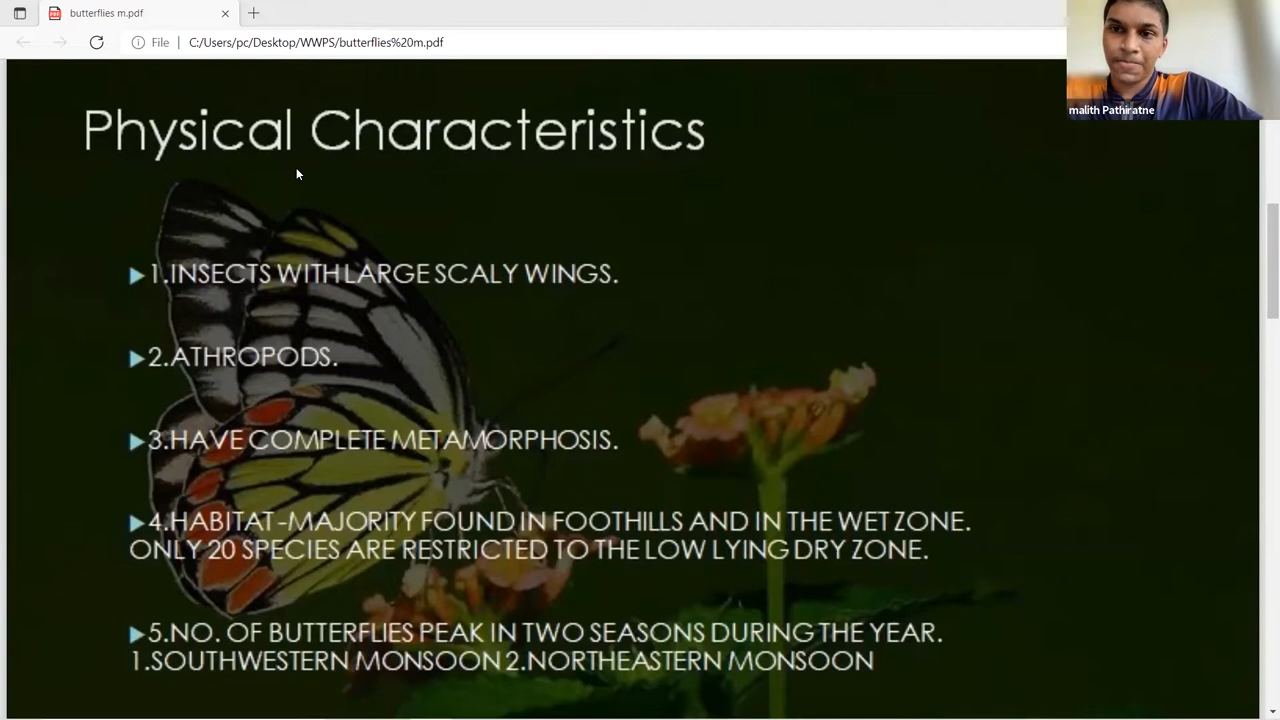 butterflies m.pdf
File
C:/Users/pc/Desktop/WWPS/butterflies%20m.pdf
malith Pathiratne
Physical Characteristics
1.INSECTS WITH LARGE SCALY WINGS.
2.ATHROPODS.
3.HAVE COMPLETE METAMORPHOSIS.
4.HABITAT-MAJORITY FOUND IN FOOTHILLS AND IN THE WET ZONE.
ONLY 20 SPECIES ARE RESTRICTED TO THE LOW LYING DRY ZONE.
5.NO. OF BUTTERFLIES PEAK IN TWO SEASONS DURING THE YEAR.
1.SOUTHWESTERN MONSOON 2.NORTHEASTERN MONSOON